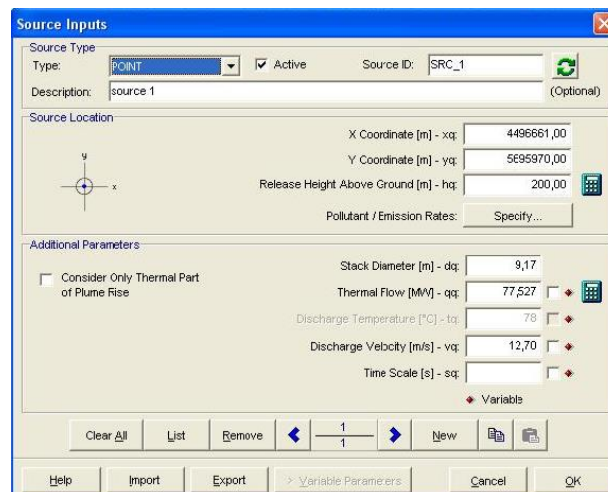 Source Inputs
Source Type
Type: POINT Active Source ID: SRC_1
Description: source 1 (Optional)
Source Location
y
x
X Coordinate [m] - xq: 4496661,00
Y Coordinate [m] - yq: 5695970,00
Release Height Above Ground [m] - hq: 200,00
Pollutant / Emission Rates: Specify...
Additional Parameters
Consider Only Thermal Part
of Plume Rise
Stack Diameter [m] - dq: 9,17
Thermal Flow [MW] - qq: 77,527
Discharge Temperature [°C] - tq: 78
Discharge Velocity [m/s] - vq: 12,70
Time Scale [s] - sq:
Variable
Clear All List Remove 1 New
1
Help Import Export > Variable Parameters Cancel OK